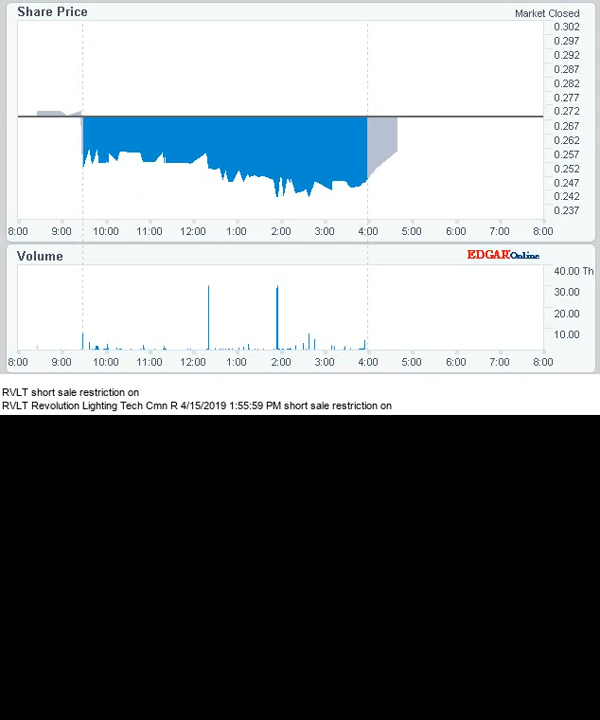 Share Price
Market Closed
0.302
0.297
0.292
0.287
0.282
0.277
0.272
0.267
0.262
0.257
0.252
0.247
0.242
0.237
8:00 9:00 10:00 11:00 12:00 1:00 2:00 3:00 4:00 5:00 6:00 7:00 8:00
Volume
EDGAR Online
40.00 Th
30.00
20.00
10.00
8:00 9:00 10:00 11:00 12:00 1:00 2:00 3:00 4:00 5:00 6:00 7:00 8:00
RVLT short sale restriction on
RVLT Revolution Lighting Tech Cmn R 4/15/2019 1:55:59 PM short sale restriction on